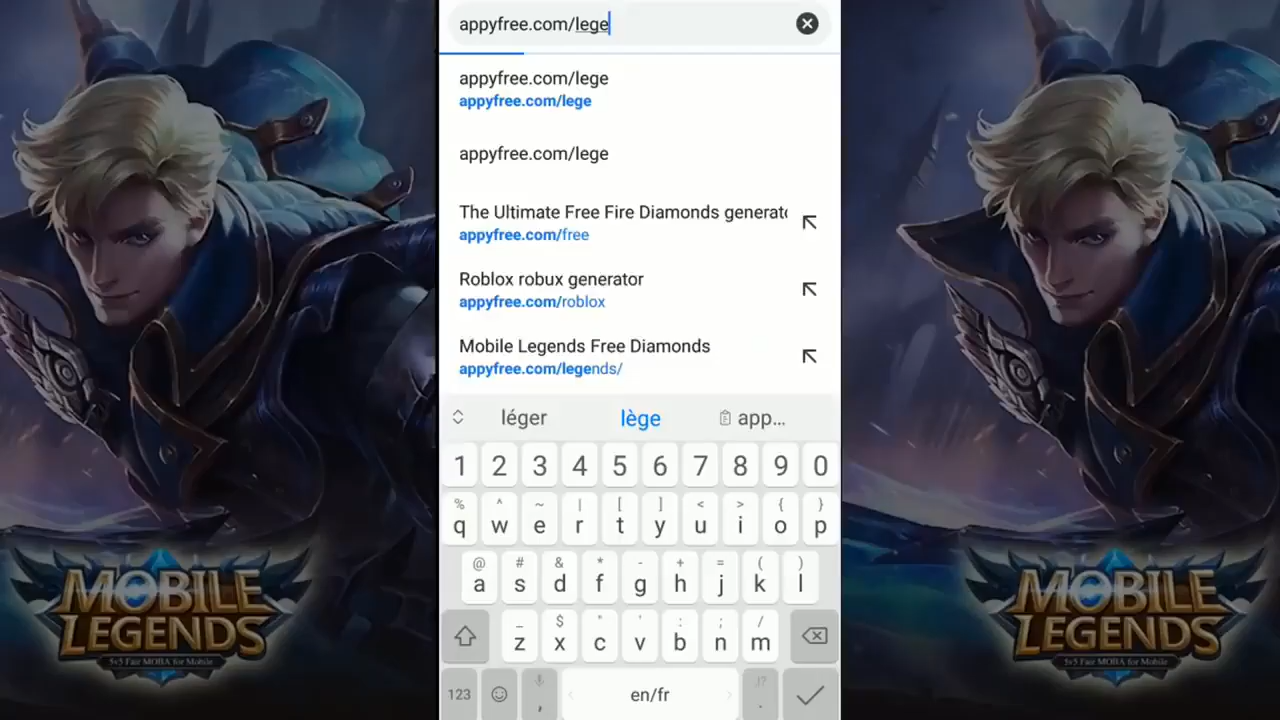 appyfree.com/lege
appyfree.com/lege
appyfree.com/lege
appyfree.com/lege
The Ultimate Free Fire Diamonds generato
appyfree.com/free
Roblox robux generator
appyfree.com/roblox
Mobile Legends Free Diamonds
appyfree.com/legends/
léger lège app...
1 2 3 4 5 6 7 8 9 0
% ^ ~ | [ ] < > { }
q w e r t y u i o p
@ # & * - + = ( )
a s d f g h j k l
_ $ " ' : ; /
z x c v b n m
123 , en/fr .!?
.
MOBILE
LEGENDS
5v5 Fair MOBA for Mobile
MOBILE
LEGENDS
5v5 Fair MOBA for Mobile